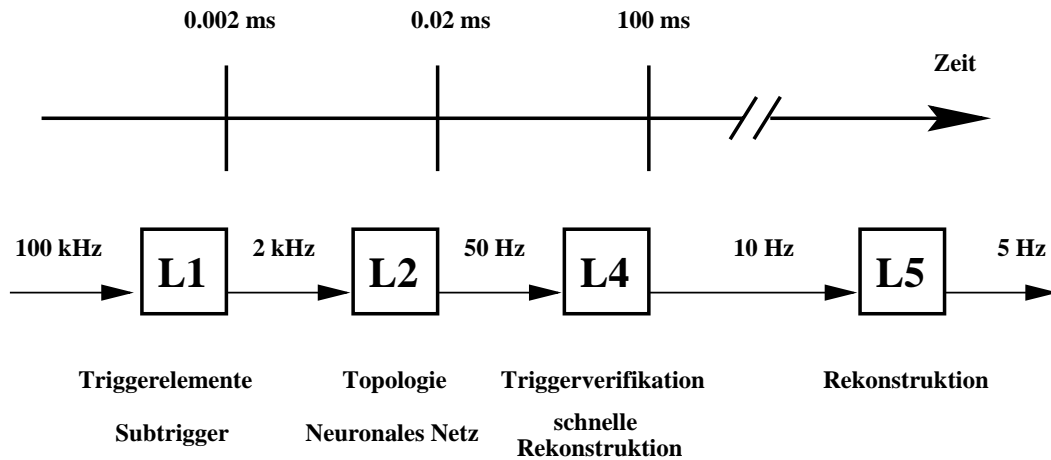 0.002 ms
0.02 ms
100 ms
Zeit
100 kHz
L1
2 kHz
L2
50 Hz
L4
10 Hz
L5
5 Hz
Triggerelemente
Topologie
Triggerverifikation
Rekonstruktion
Subtrigger
Neuronales Netz
schnelle
Rekonstruktion